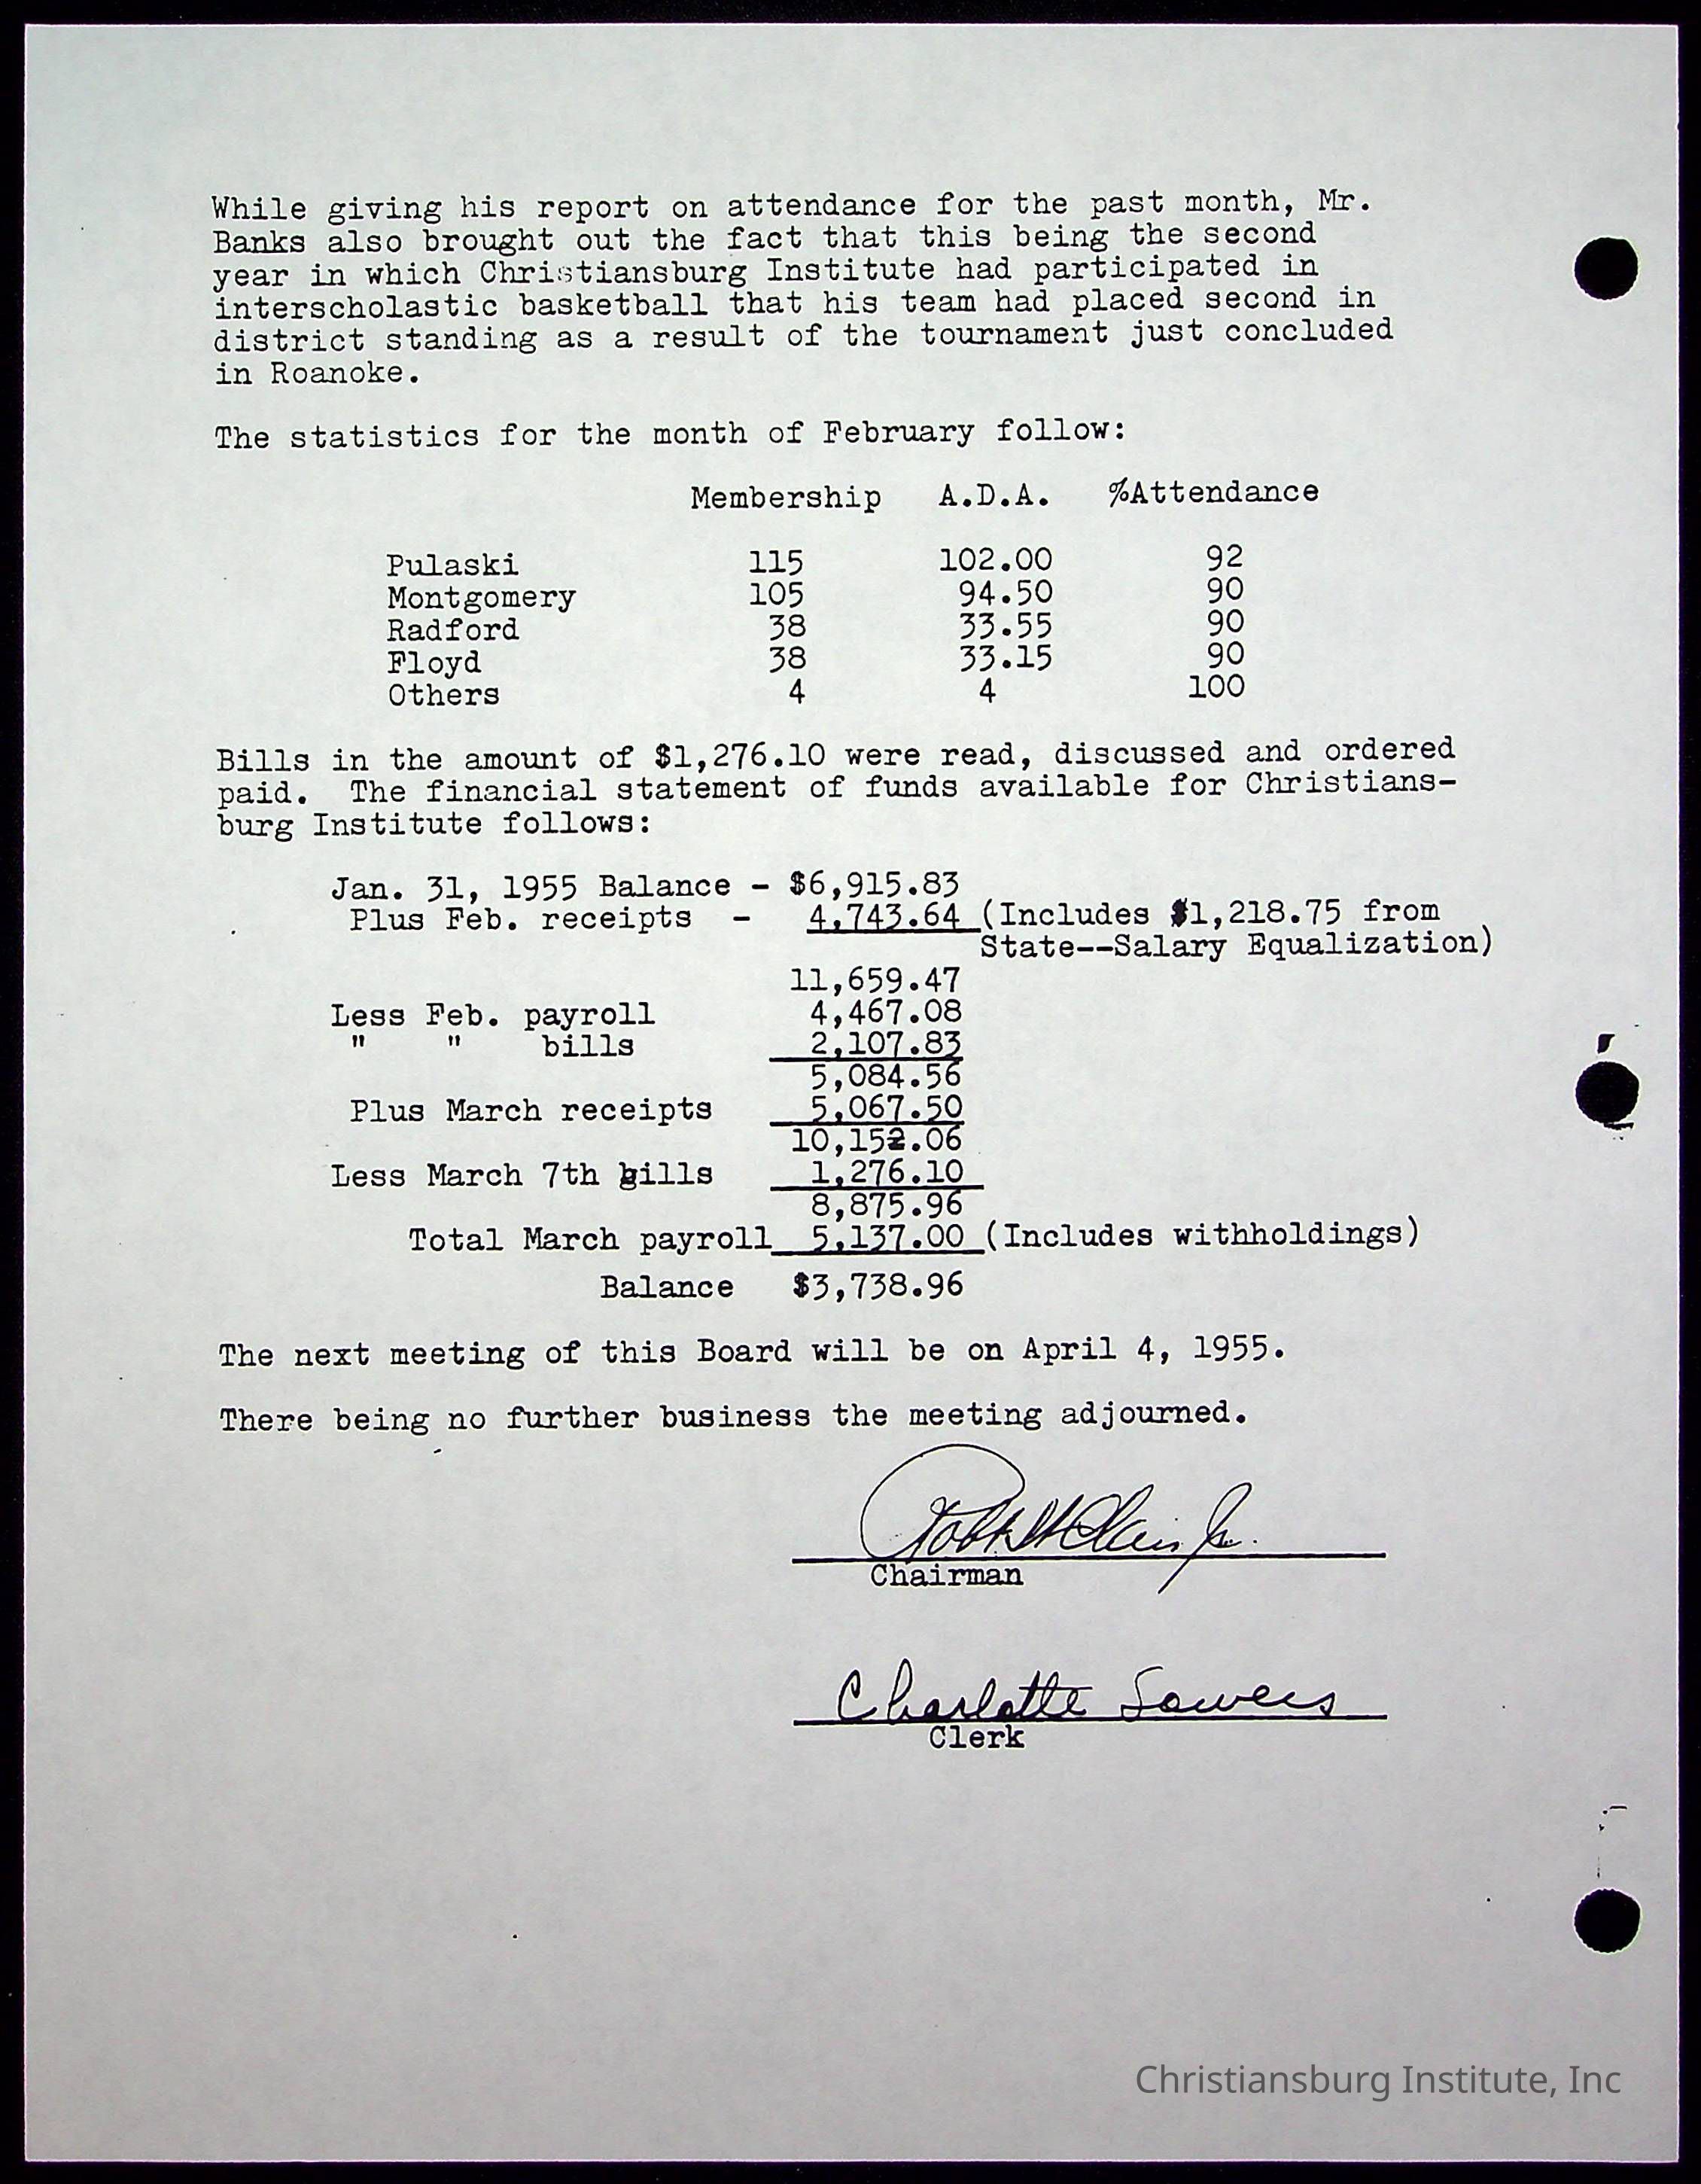 While giving his report on attendance for the past month, Mr.
Banks also brought out the fact that this being the second
year in which Christiansburg Institute had participated in
interscholastic basketball that his team had placed second in
district standing as a result of the tournament just concluded
in Roanoke.
The statistics for the month of February follow:
Membership A.D.A. %Attendance
Pulaski 115 102.00 92
Montgomery 105 94.50 90
Radford 38 33.55 90
Floyd 38 33.15 90
Others 4 4 100
Bills in the amount of $1,276.10 were read, discussed and ordered
paid. The financial statement of funds available for Christians-
burg Institute follows:
Jan. 31, 1955 Balance - $6,915.83
Plus Feb. receipts - 4,743.64 (Includes $1,218.75 from
State--Salary Equalization)
11,659.47
Less Feb. payroll 4,467.08
" " bills 2,107.83
5,084.56
Plus March receipts 5,067.50
10,152.06
Less March 7th bills 1,276.10
8,875.96
Total March payroll 5,137.00 (Includes withholdings)
Balance $3,738.96
The next meeting of this Board will be on April 4, 1955.
There being no further business the meeting adjourned.
Jr.
Chairman
Charlotte Sowers
Clerk
Christiansburg Institute, Inc